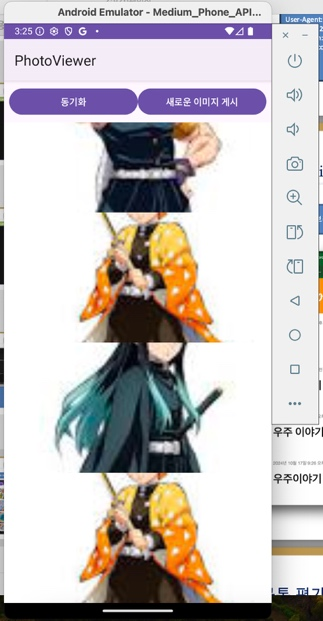 Android Emulator - Medium_Phone_API...
User-Agent:
3:25
G
PhotoViewer
동기화
새로운 이미지 게시
우주 이야기
우주이야기